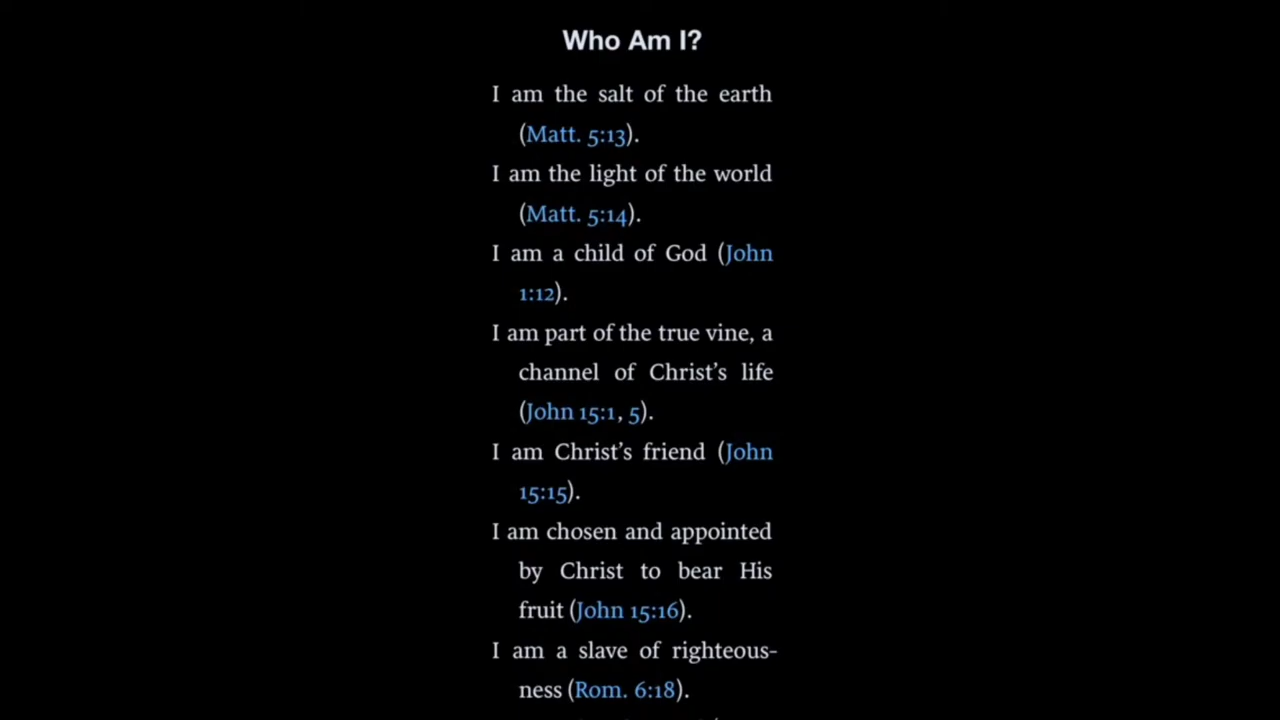 Who Am I?
I am the salt of the earth
(Matt. 5:13).
I am the light of the world
(Matt. 5:14).
I am a child of God (John
1:12).
I am part of the true vine, a
channel of Christ’s life
(John 15:1, 5).
I am Christ’s friend (John
15:15).
I am chosen and appointed
by Christ to bear His
fruit (John 15:16).
I am a slave of righteous-
ness (Rom. 6:18).